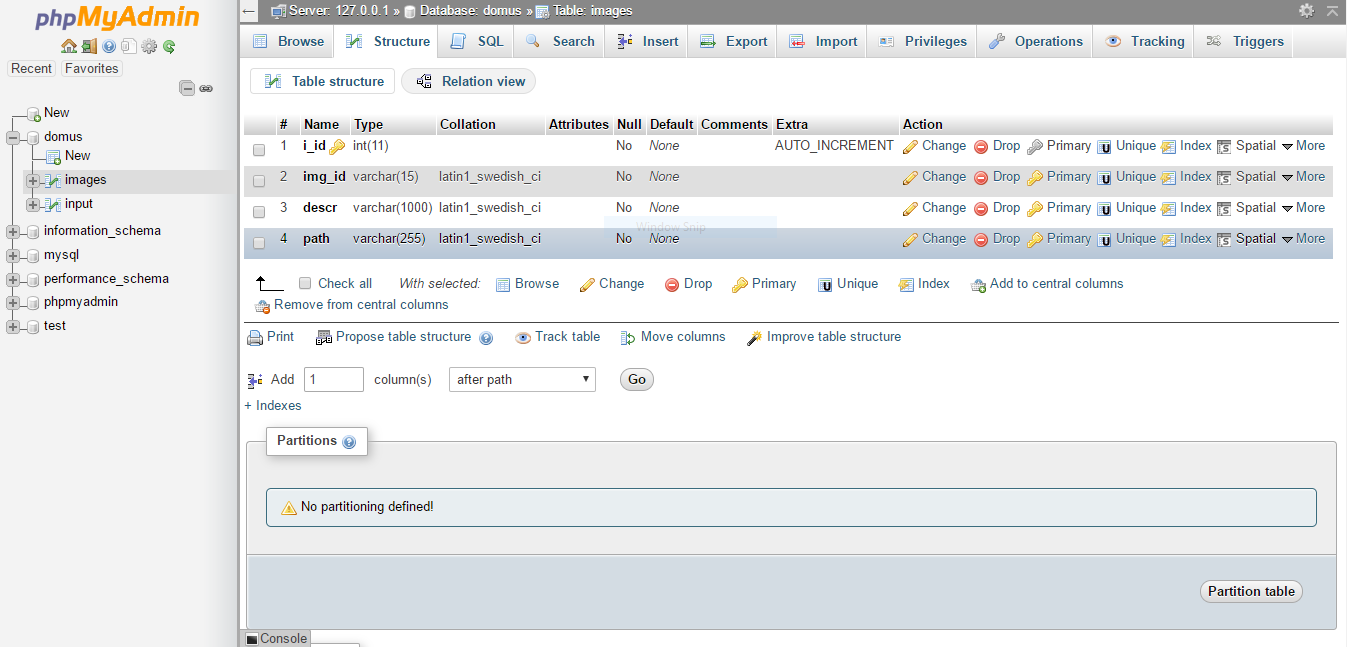 phpMyAdmin
Recent Favorites
New
domus
New
images
input
information_schema
mysql
performance_schema
phpmyadmin
test
Server: 127.0.0.1 » Database: domus » Table: images
Browse Structure SQL Search Insert Export Import Privileges Operations Tracking Triggers
Table structure Relation view
# Name Type Collation Attributes Null Default Comments Extra Action
1 i_id int(11) No None AUTO_INCREMENT Change Drop Primary Unique Index Spatial More
2 img_id varchar(15) latin1_swedish_ci No None Change Drop Primary Unique Index Spatial More
3 descr varchar(1000) latin1_swedish_ci No None Change Drop Primary Unique Index Spatial More
Window Snip
4 path varchar(255) latin1_swedish_ci No None Change Drop Primary Unique Index Spatial More
Check all With selected: Browse Change Drop Primary Unique Index Add to central columns
Remove from central columns
Print Propose table structure Track table Move columns Improve table structure
Add 1 column(s) after path Go
+ Indexes
Partitions
No partitioning defined!
Partition table
Console